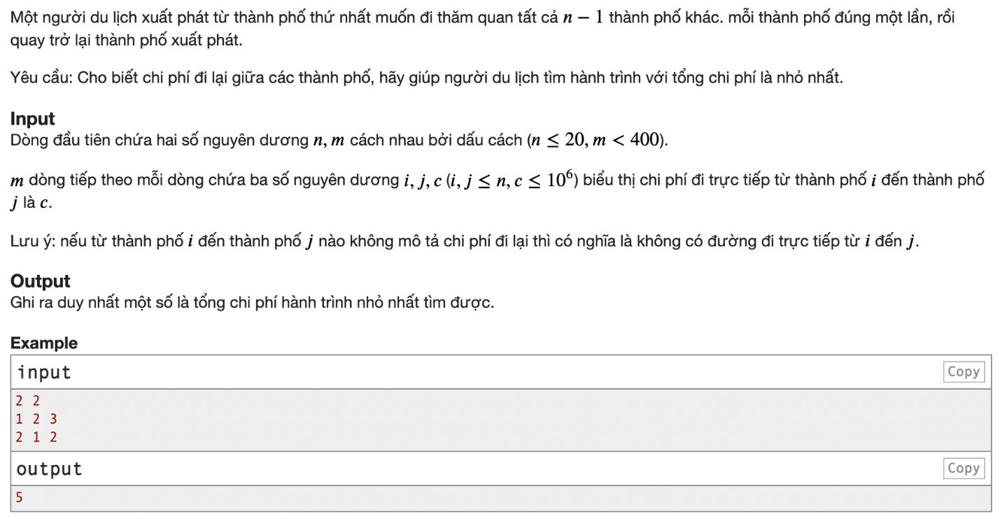 Một người du lịch xuất phát từ thành phố thứ nhất muốn đi thăm quan tất cả n − 1 thành phố khác. mỗi thành phố đúng một lần, rồi
quay trở lại thành phố xuất phát.
Yêu cầu: Cho biết chi phí đi lại giữa các thành phố, hãy giúp người du lịch tìm hành trình với tổng chi phí là nhỏ nhất.
Input
Dòng đầu tiên chứa hai số nguyên dương n, m cách nhau bởi dấu cách (n ≤ 20, m < 400).
m dòng tiếp theo mỗi dòng chứa ba số nguyên dương i, j, c (i, j ≤ n, c ≤ 10⁶) biểu thị chi phí đi trực tiếp từ thành phố i đến thành phố
j là c.
Lưu ý: nếu từ thành phố i đến thành phố j nào không mô tả chi phí đi lại thì có nghĩa là không có đường đi trực tiếp từ i đến j.
Output
Ghi ra duy nhất một số là tổng chi phí hành trình nhỏ nhất tìm được.
Example
input Copy
2 2
1 2 3
2 1 2
output Copy
5